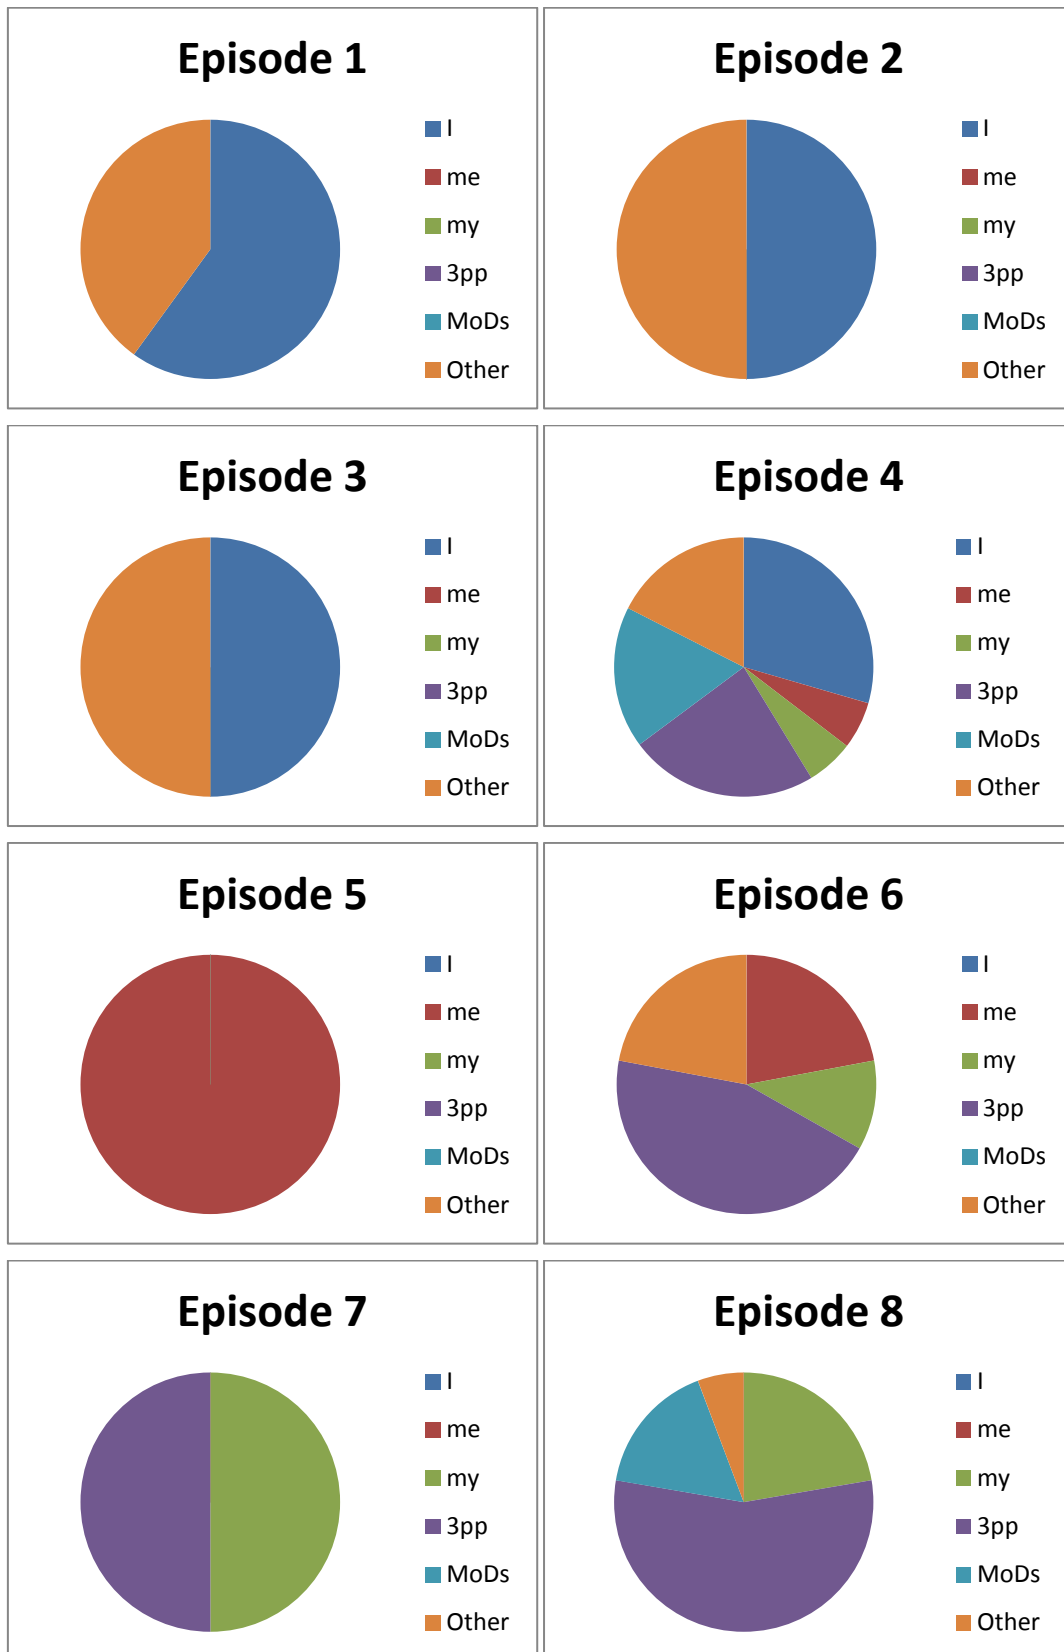 Episode 1
I
me
my
3pp
MoDs
Other
Episode 2
I
me
my
3pp
MoDs
Other
Episode 3
I
me
my
3pp
MoDs
Other
Episode 4
I
me
my
3pp
MoDs
Other
Episode 5
I
me
my
3pp
MoDs
Other
Episode 6
I
me
my
3pp
MoDs
Other
Episode 7
I
me
my
3pp
MoDs
Other
Episode 8
I
me
my
3pp
MoDs
Other